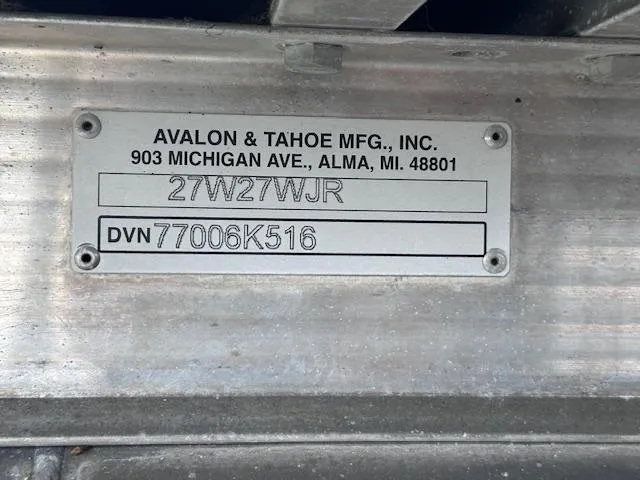 AVALON & TAHOE MFG., INC.
903 MICHIGAN AVE., ALMA, MI. 48801
27W27WJR
DVN77006K516